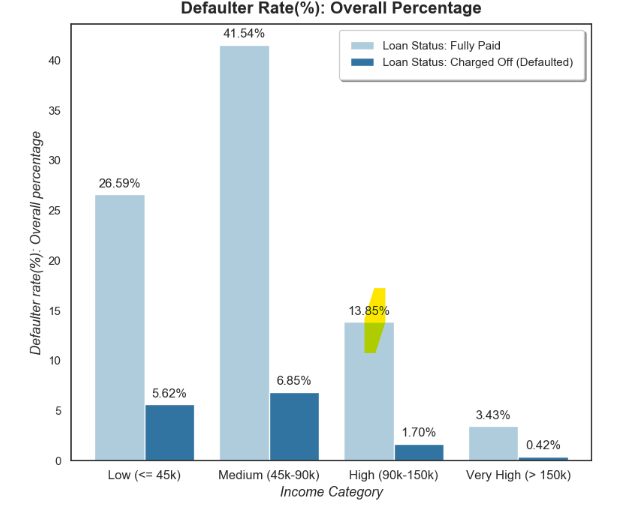 Defaulter Rate(%): Overall Percentage
Loan Status: Fully Paid
Loan Status: Charged Off (Defaulted)
Defaulter rate(%): Overall percentage
40
35
30
25
20
15
10
5
0
26.59%
5.62%
41.54%
6.85%
13.85%
1.70%
3.43%
0.42%
Low (<= 45k)
Medium (45k-90k)
High (90k-150k)
Very High (> 150k)
Income Category